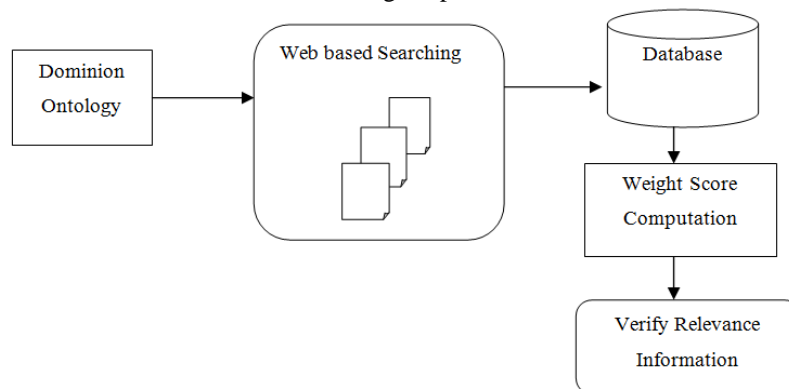 Dominion
Ontology
Web based Searching
Database
Weight Score
Computation
Verify Relevance
Information